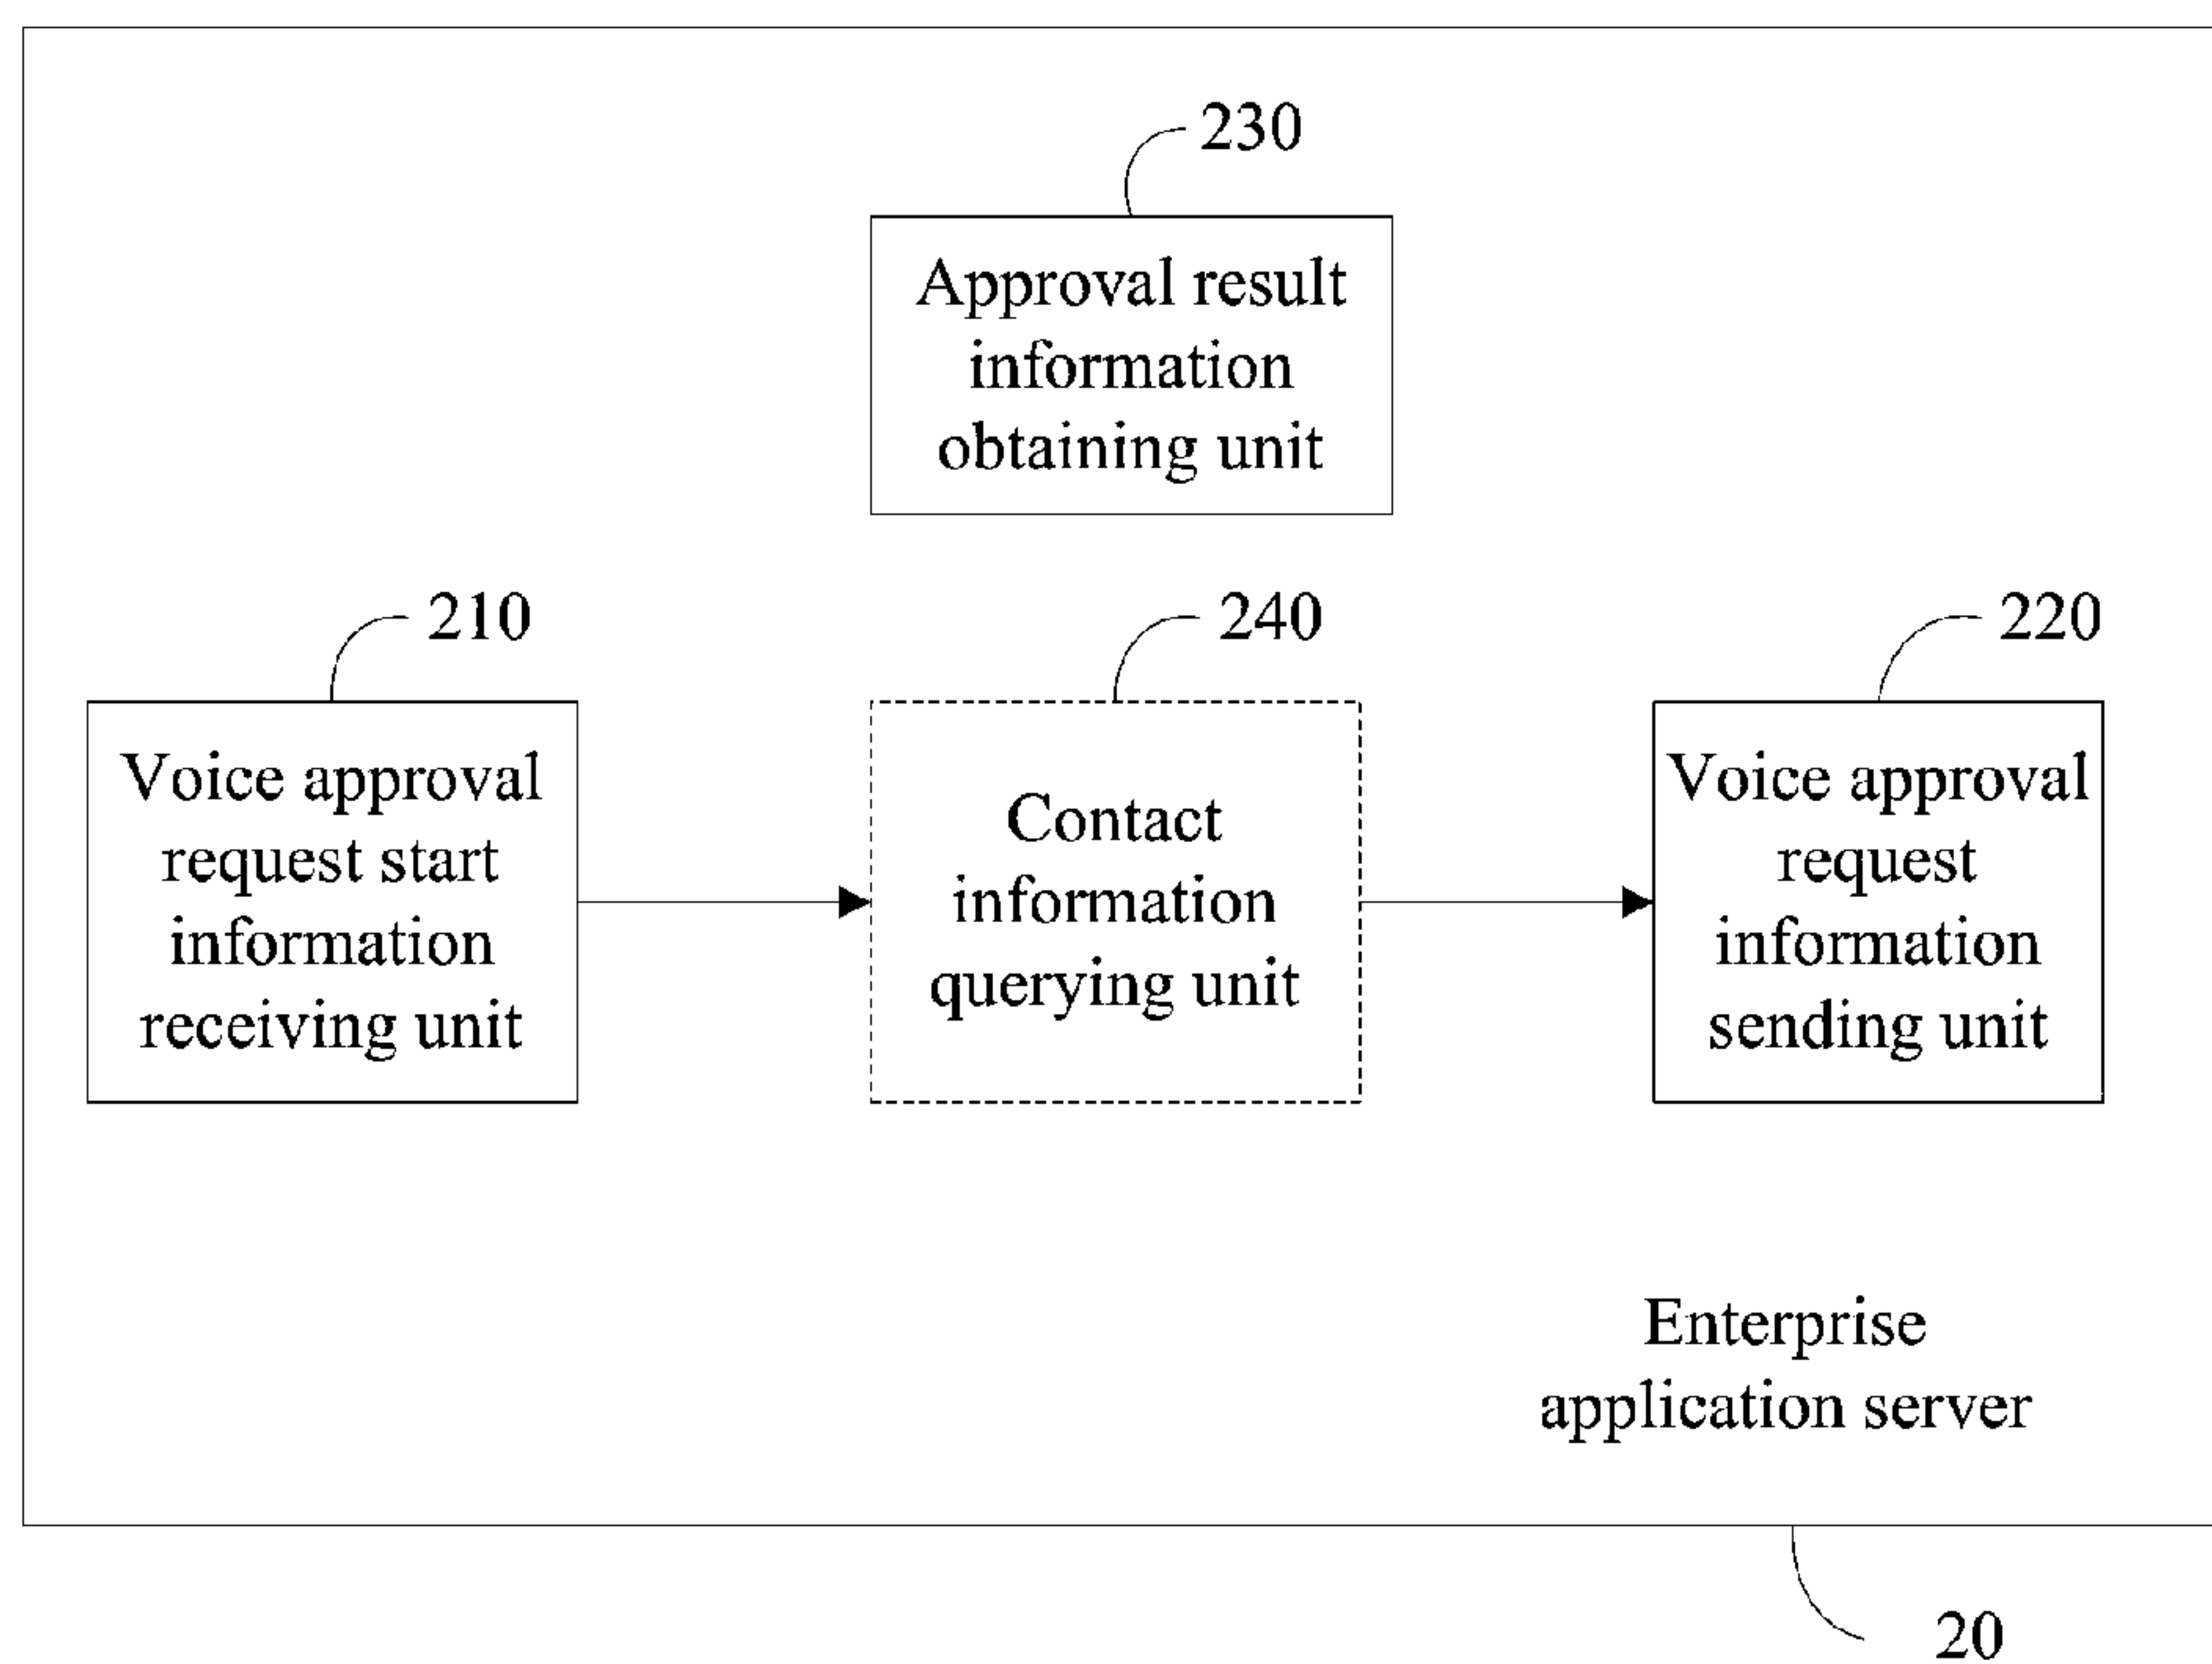 230
Approval result
information
obtaining unit
210
240
220
Voice approval
request start
information
receiving unit
Contact
information
querying unit
Voice approval
request
information
sending unit
Enterprise
application server
20